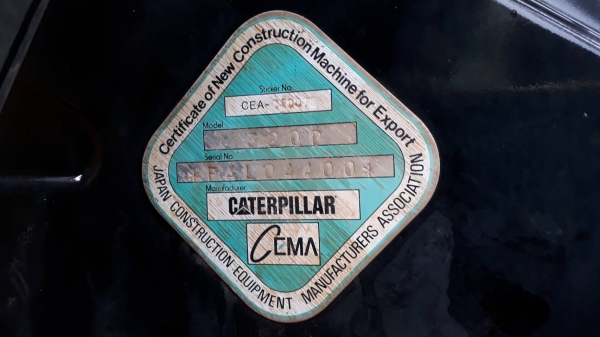 Certificate of New Construction Machine for Export
Sticker No.
CEA-
Model
320D
Serial No.
Manufacturer
CATERPILLAR
CEMA
JAPAN CONSTRUCTION EQUIPMENT MANUFACTURERS ASSOCIATION